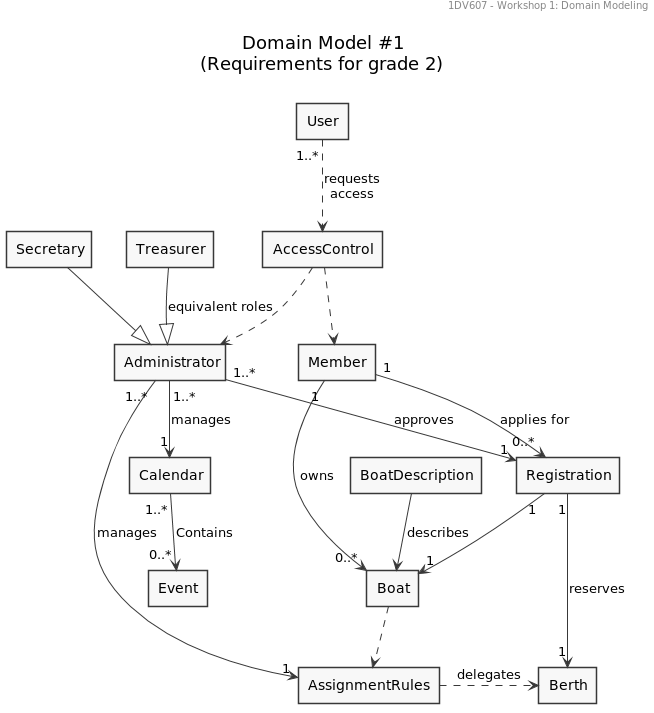 1DV607 - Workshop 1: Domain Modeling
Domain Model #1
(Requirements for grade 2)
User
1..*
requests
access
Secretary
Treasurer
AccessControl
equivalent roles
Administrator
Member
1..*
1
1..*
1..*
1
manages
approves
applies for
1
1
0..*
Calendar
BoatDescription
Registration
owns
1..*
1
1
manages
Contains
describes
0..*
0..*
1
Event
Boat
reserves
1
1
AssignmentRules
delegates
Berth